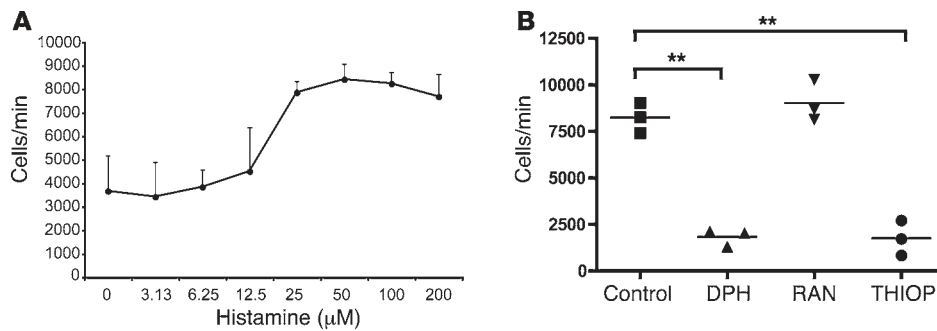 A
10000
9000
8000
7000
6000
5000
4000
3000
2000
1000
0
Cells/min
0 3.13 6.25 12.5 25 50 100 200
Histamine (μM)
B
12500
10000
7500
5000
2500
0
Cells/min
**
**
Control DPH RAN THIOP